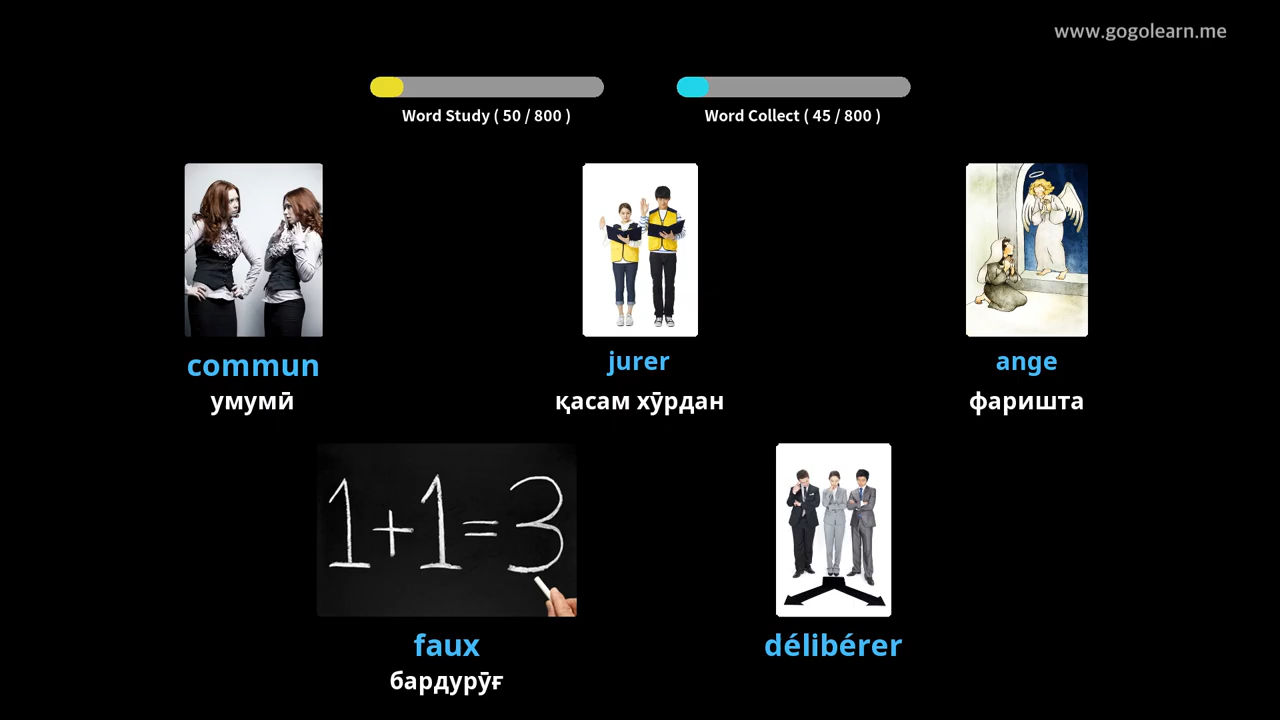 www.gogolearn.me
Word Study ( 50 / 800 )
Word Collect ( 45 / 800 )
commun
умумӣ
jurer
қасам хӯрдан
ange
фаришта
1+1=3
faux
бардурӯғ
délibérer